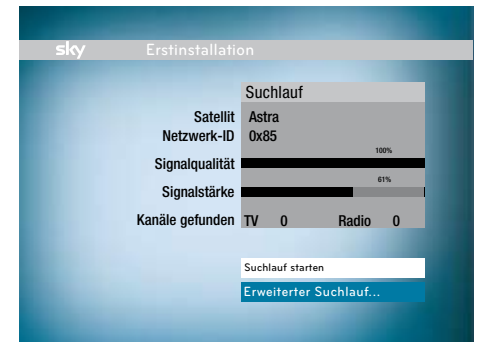 sky Erstinstallation
Suchlauf
Satellit Astra
Netzwerk-ID 0x85
100%
Signalqualität
61%
Signalstärke
Kanäle gefunden TV 0 Radio 0
Suchlauf starten
Erweiterter Suchlauf...